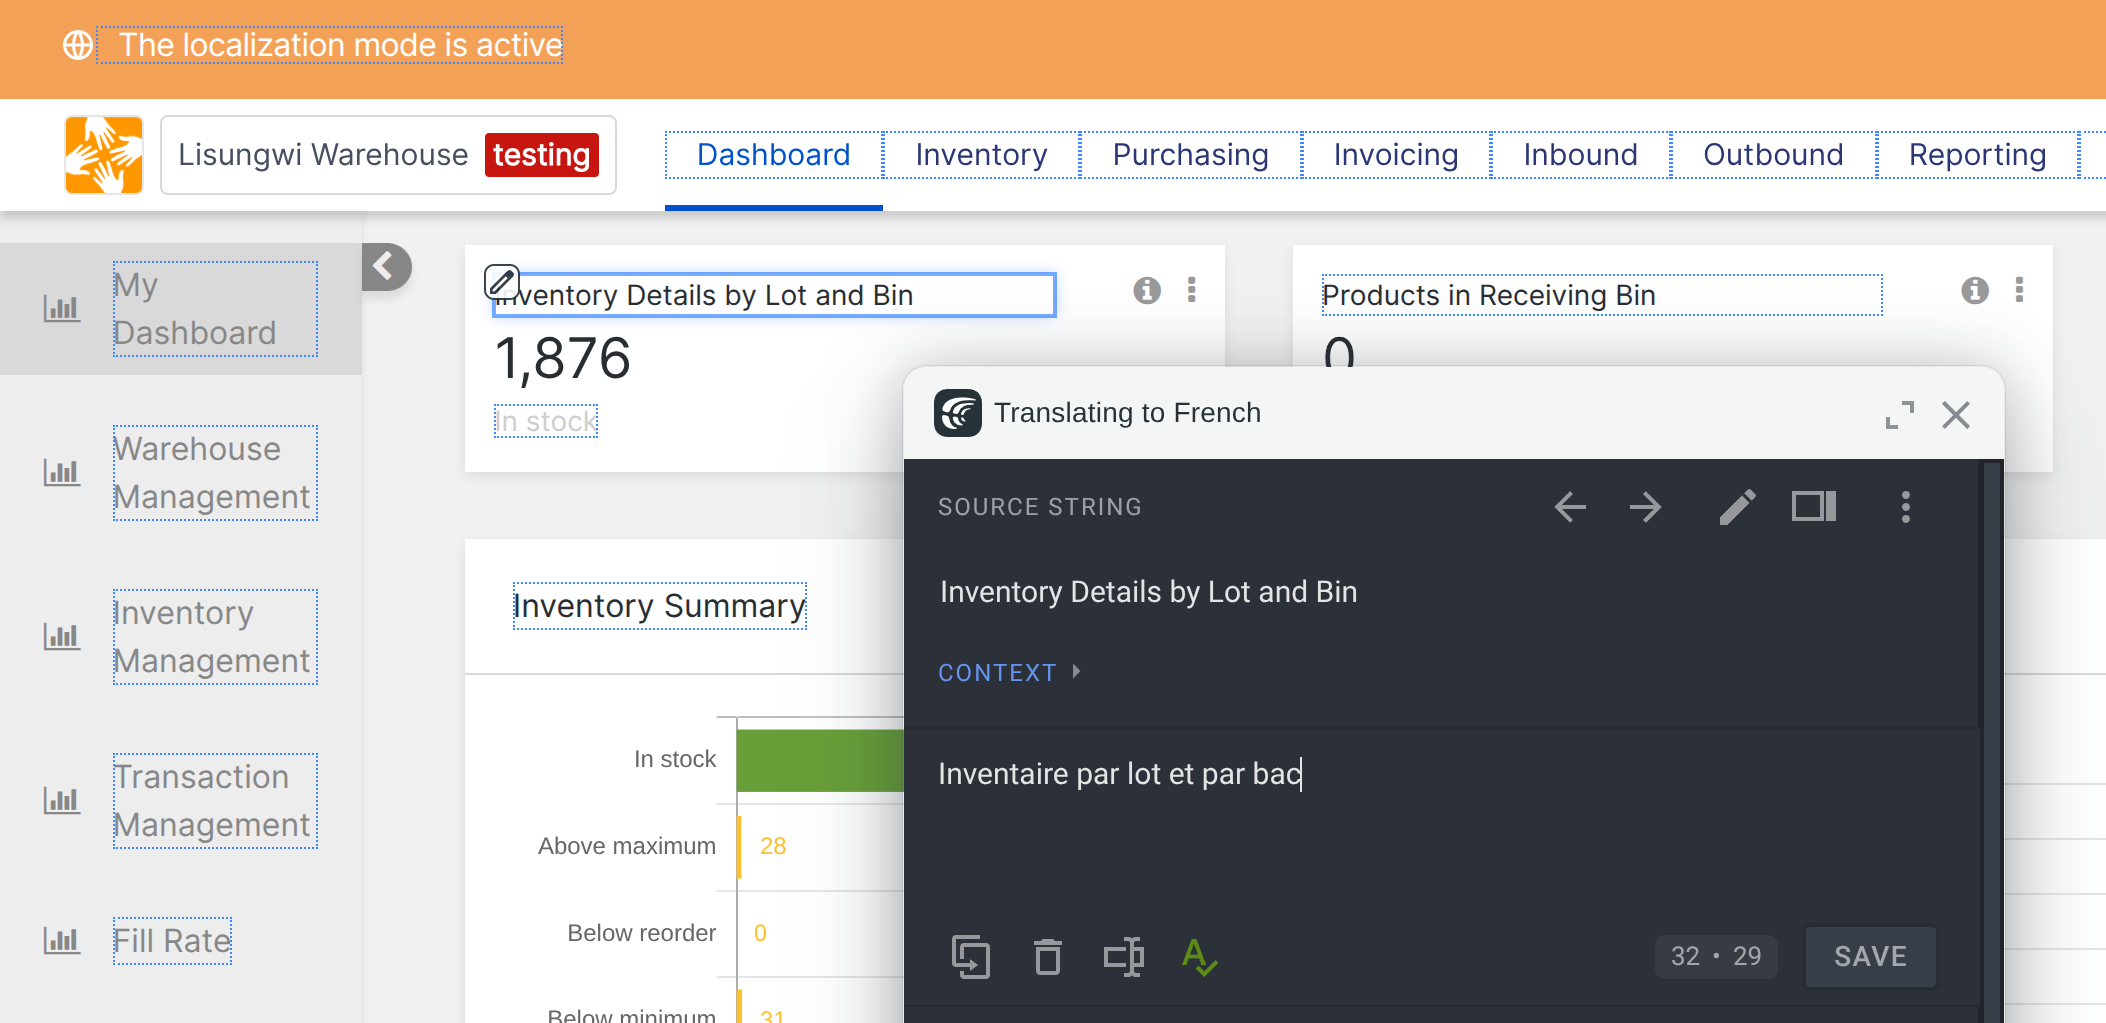 The localization mode is active
Lisungwi Warehouse testing
Dashboard Inventory Purchasing Invoicing Inbound Outbound Reporting
My
Dashboard
Warehouse
Management
Inventory
Management
Transaction
Management
Fill Rate
Inventory Details by Lot and Bin
1,876
In stock
Products in Receiving Bin
0
Inventory Summary
In stock
Above maximum 28
Below reorder 0
Below minimum 31
Translating to French
SOURCE STRING
Inventory Details by Lot and Bin
CONTEXT
Inventaire par lot et par bac
32 • 29
SAVE